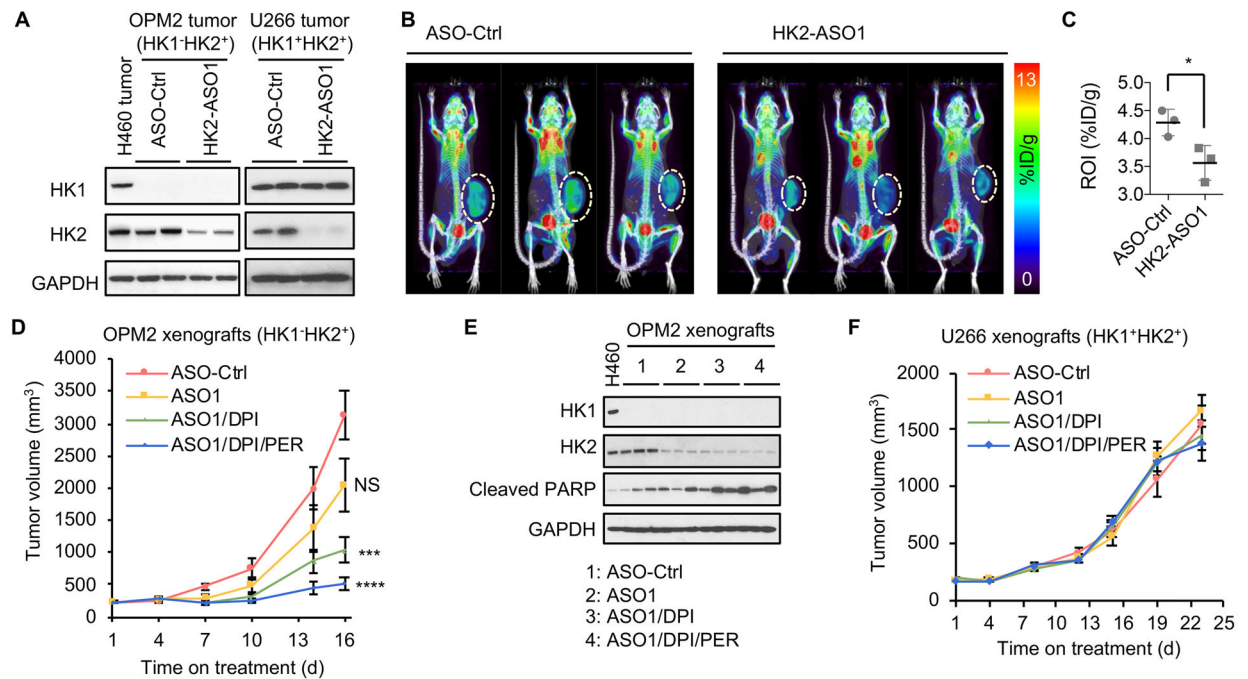 A
OPM2 tumor
(HK1⁻HK2⁺)
U266 tumor
(HK1⁺HK2⁺)
H460 tumor
ASO-Ctrl
HK2-ASO1
ASO-Ctrl
HK2-ASO1
HK1
HK2
GAPDH
B
ASO-Ctrl
HK2-ASO1
13
%ID/g
0
C
*
ROI (%ID/g)
5.0
4.5
4.0
3.5
3.0
ASO-Ctrl
HK2-ASO1
D
OPM2 xenografts (HK1⁻HK2⁺)
Tumor volume (mm³)
4000
3500
3000
2500
2000
1500
1000
500
0
ASO-Ctrl
ASO1
ASO1/DPI
ASO1/DPI/PER
NS
***
****
1 4 7 10 13 16
Time on treatment (d)
E
OPM2 xenografts
H460
1 2 3 4
HK1
HK2
Cleaved PARP
GAPDH
1: ASO-Ctrl
2: ASO1
3: ASO1/DPI
4: ASO1/DPI/PER
F
U266 xenografts (HK1⁺HK2⁺)
Tumor volume (mm³)
2000
1500
1000
500
0
ASO-Ctrl
ASO1
ASO1/DPI
ASO1/DPI/PER
1 4 7 10 13 16 19 22 25
Time on treatment (d)